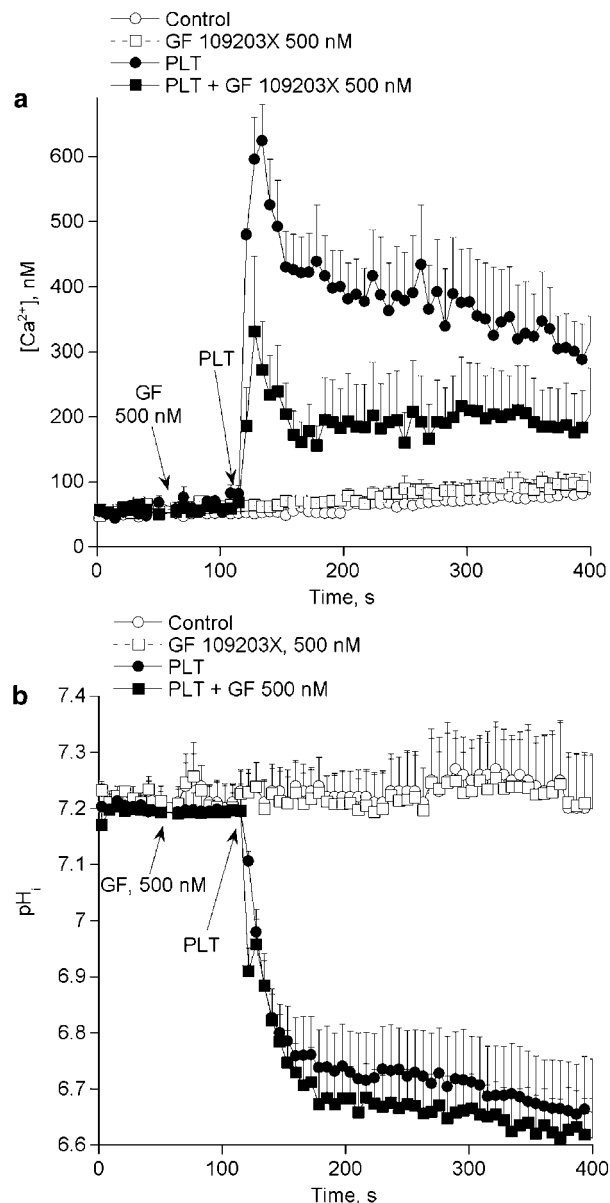 Control
GF 109203X 500 nM
PLT
PLT + GF 109203X 500 nM
a
600
500
400
300
200
100
0
[Ca2+]i, nM
GF
500 nM
PLT
0 100 200 300 400
Time, s
Control
GF 109203X, 500 nM
PLT
PLT + GF 500 nM
b
7.4
7.3
7.2
7.1
7
6.9
6.8
6.7
6.6
pHi
GF, 500 nM
PLT
0 100 200 300 400
Time, s